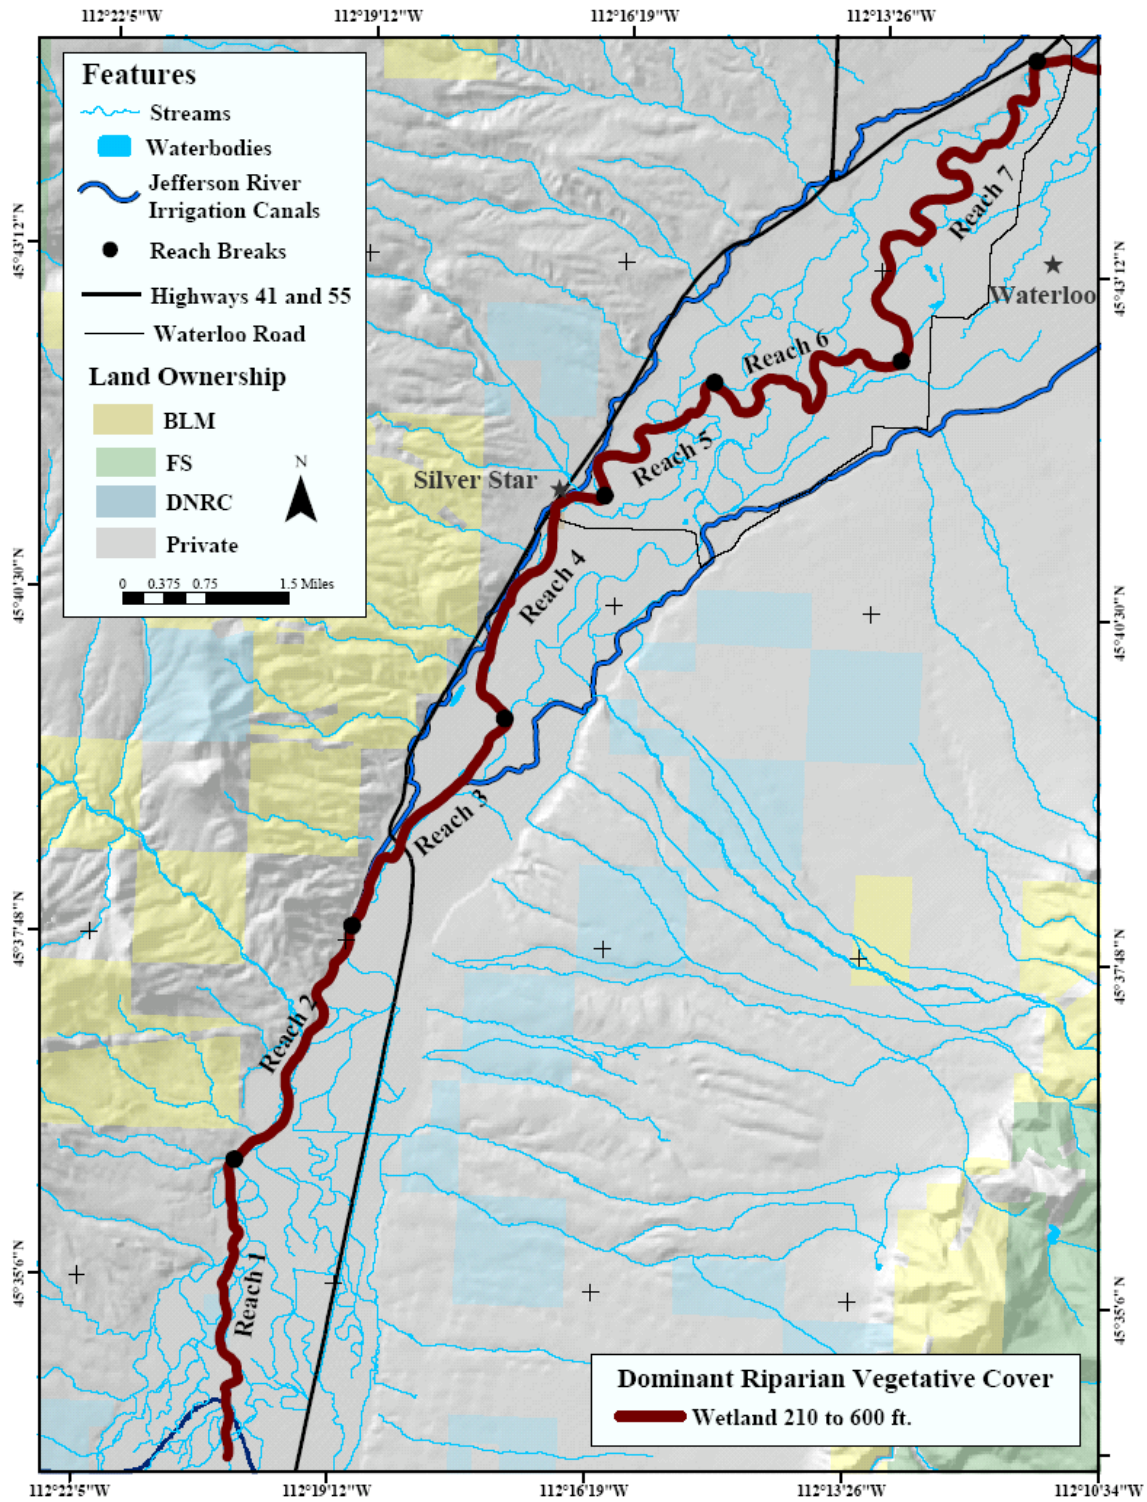 112°22'5"W 112°19'12"W 112°16'19"W 112°13'26"W
Features
Streams
Waterbodies
Jefferson River
Irrigation Canals
Reach Breaks
Highways 41 and 55
Waterloo Road
Land Ownership
BLM
FS
DNRC
Private
N
0 0.375 0.75 1.5 Miles
45°43'12"N
45°40'30"N
45°37'48"N
45°35'6"N
45°43'12"N
45°40'30"N
45°37'48"N
45°35'6"N
Reach 7
Waterloo
Reach 6
Reach 5
Silver Star
Reach 4
Reach 3
Reach 2
Reach 1
Dominant Riparian Vegetative Cover
Wetland 210 to 600 ft.
112°22'5"W 112°19'12"W 112°16'19"W 112°13'26"W 112°10'34"W